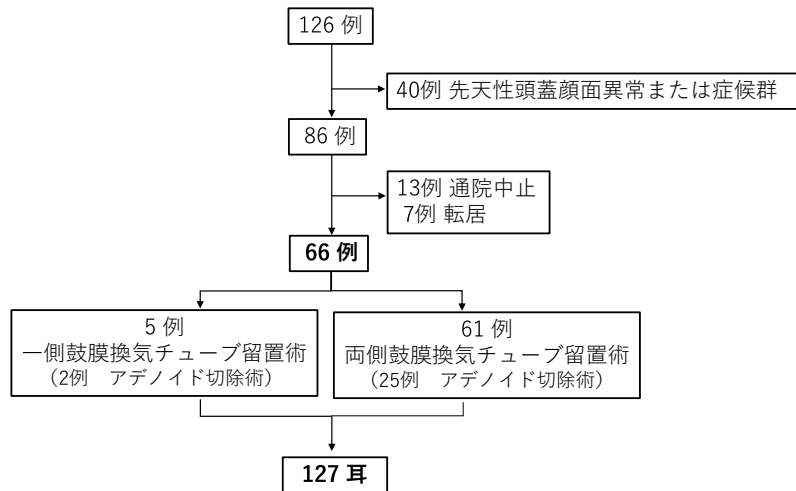 126 例
40例 先天性頭蓋顔面異常または症候群
86 例
13例 通院中止
7例 転居
66 例
5 例
一側鼓膜換気チューブ留置術
（2例　アデノイド切除術）
61 例
両側鼓膜換気チューブ留置術
（25例　アデノイド切除術）
127 耳